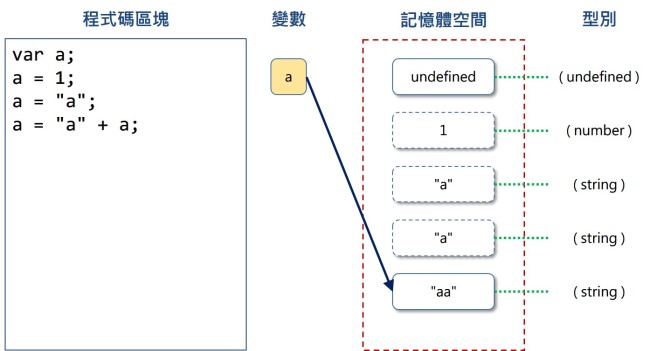 程式碼區塊 變數 記憶體空間 型別
var a;
a = 1;
a = "a";
a = "a" + a;
a
undefined ( undefined )
1 ( number )
"a" ( string )
"a" ( string )
"aa" ( string )